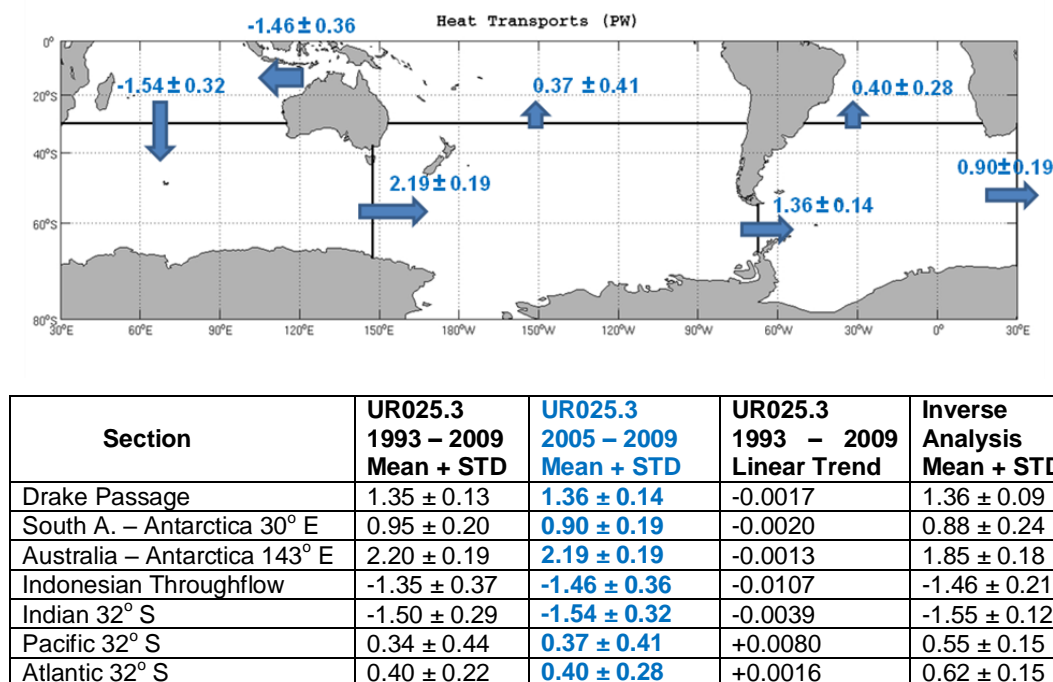 Heat Transports (PW)
-1.46 ± 0.36
0°
-1.54 ± 0.32
0.37 ± 0.41
0.40 ± 0.28
20°S
40°S
0.90±0.19
2.19 ± 0.19
1.36 ± 0.14
60°S
80°S
30°E 60°E 90°E 120°E 150°E 180°W 150°W 120°W 90°W 60°W 30°W 0° 30°E
Section UR025.3 1993 – 2009 Mean + STD UR025.3 2005 – 2009 Mean + STD UR025.3 1993 – 2009 Linear Trend Inverse Analysis Mean + STD
Drake Passage 1.35 ± 0.13 1.36 ± 0.14 -0.0017 1.36 ± 0.09
South A. – Antarctica 30° E 0.95 ± 0.20 0.90 ± 0.19 -0.0020 0.88 ± 0.24
Australia – Antarctica 143° E 2.20 ± 0.19 2.19 ± 0.19 -0.0013 1.85 ± 0.18
Indonesian Throughflow -1.35 ± 0.37 -1.46 ± 0.36 -0.0107 -1.46 ± 0.21
Indian 32° S -1.50 ± 0.29 -1.54 ± 0.32 -0.0039 -1.55 ± 0.12
Pacific 32° S 0.34 ± 0.44 0.37 ± 0.41 +0.0080 0.55 ± 0.15
Atlantic 32° S 0.40 ± 0.22 0.40 ± 0.28 +0.0016 0.62 ± 0.15